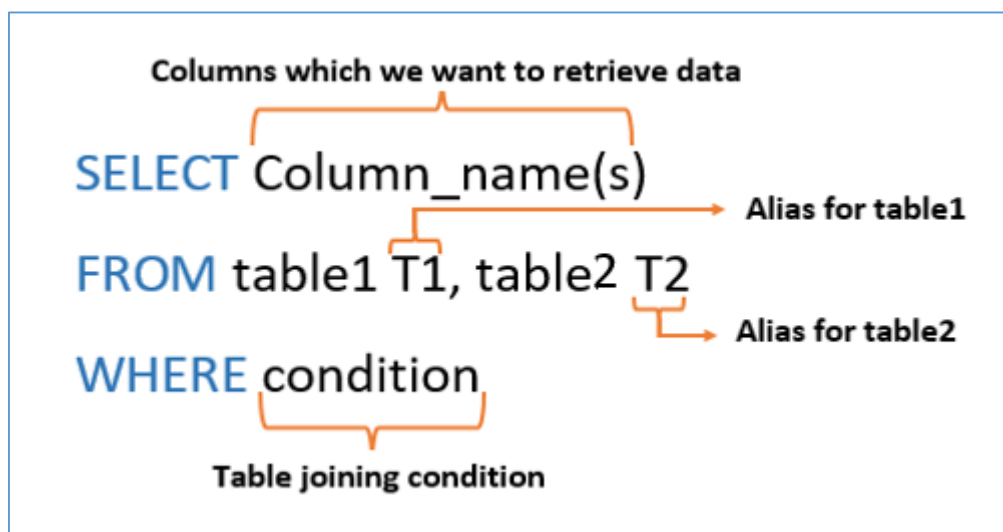 Columns which we want to retrieve data
SELECT Column_name(s)
Alias for table1
FROM table1 T1, table2 T2
Alias for table2
WHERE condition
Table joining condition